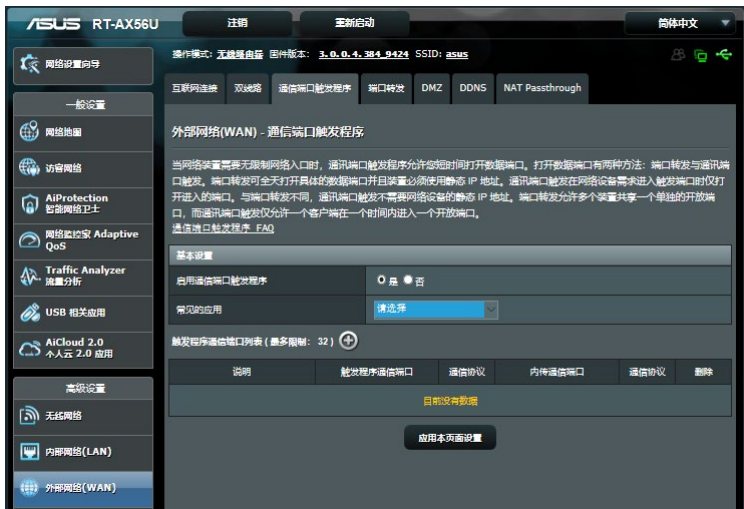 ASUS RT-AX56U
注销
重新启动
简体中文
操作模式: 无线路由器 固件版本: 3.0.0.4.384_9424 SSID: asus
网络设置向导
一般设置
网络地图
访客网络
AiProtection
智能网络卫士
网络监控家 Adaptive
QoS
Traffic Analyzer
流量分析
USB 相关应用
AiCloud 2.0
个人云 2.0 应用
高级设置
无线网络
内部网络(LAN)
外部网络(WAN)
互联网连接 双线路 通信端口触发程序 端口转发 DMZ DDNS NAT Passthrough
外部网络(WAN) - 通信端口触发程序
当网络装置需要无限制网络入口时，通讯端口触发程序允许您短时间打开数据端口。打开数据端口有两种方法：端口转发与通讯端
口触发。端口转发可全天打开具体的数据端口并且装置必须使用静态 IP 地址。通讯端口触发在网络设备需求进入触发端口时仅打
开进入的端口。与端口转发不同，通讯端口触发不需要网络设备的静态 IP 地址。端口转发允许多个装置共享一个单独的开放端
口，而通讯端口触发仅允许一个客户端在一个时间内进入一个开放端口。
通信端口触发程序 FAQ
基本设置
启用通信端口触发程序 是 否
常见的应用 请选择
触发程序通信端口列表 ( 最多限制: 32 )
说明 触发程序通信端口 通信协议 内传通信端口 通信协议 删除
目前没有数据
应用本页面设置